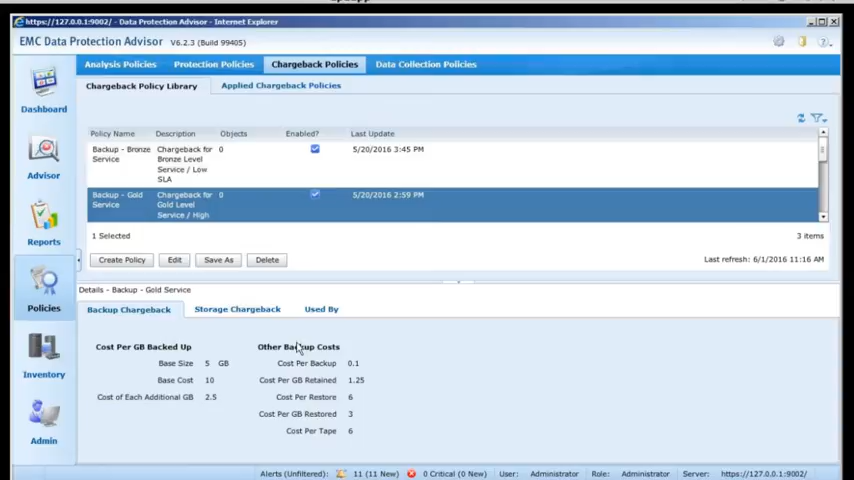 https://127.0.0.1:9002/ - Data Protection Advisor - Internet Explorer
EMC Data Protection Advisor V6.2.3 (Build 99405)
Analysis Policies Protection Policies Chargeback Policies Data Collection Policies
Chargeback Policy Library Applied Chargeback Policies
Dashboard
Advisor
Reports
Policies
Inventory
Admin
Policy Name Description Objects Enabled? Last Update
Backup - Bronze Chargeback for 0 5/20/2016 3:45 PM
Service Bronze Level
Service / Low
SLA
Backup - Gold Chargeback for 0 5/20/2016 2:59 PM
Service Gold Level
Service / High
1 Selected 3 items
Create Policy Edit Save As Delete Last refresh: 6/1/2016 11:16 AM
Details - Backup - Gold Service
Backup Chargeback Storage Chargeback Used By
Cost Per GB Backed Up Other Backup Costs
Base Size 5 GB Cost Per Backup 0.1
Base Cost 10 Cost Per GB Retained 1.25
Cost of Each Additional GB 2.5 Cost Per Restore 6
Cost Per GB Restored 3
Cost Per Tape 6
Alerts (Unfiltered): 11 (11 New) 0 Critical (0 New) User: Administrator Role: Administrator Server: https://127.0.0.1:9002/